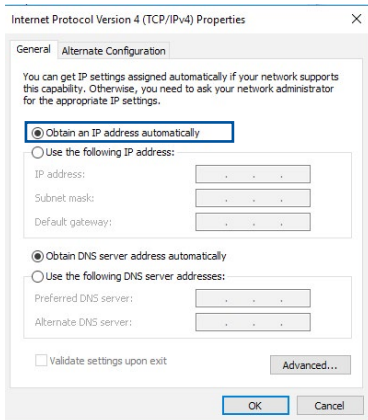 Internet Protocol Version 4 (TCP/IPv4) Properties
General
Alternate Configuration
You can get IP settings assigned automatically if your network supports
this capability. Otherwise, you need to ask your network administrator
for the appropriate IP settings.
Obtain an IP address automatically
Use the following IP address:
IP address:
Subnet mask:
Default gateway:
Obtain DNS server address automatically
Use the following DNS server addresses:
Preferred DNS server:
Alternate DNS server:
Validate settings upon exit
Advanced...
OK
Cancel